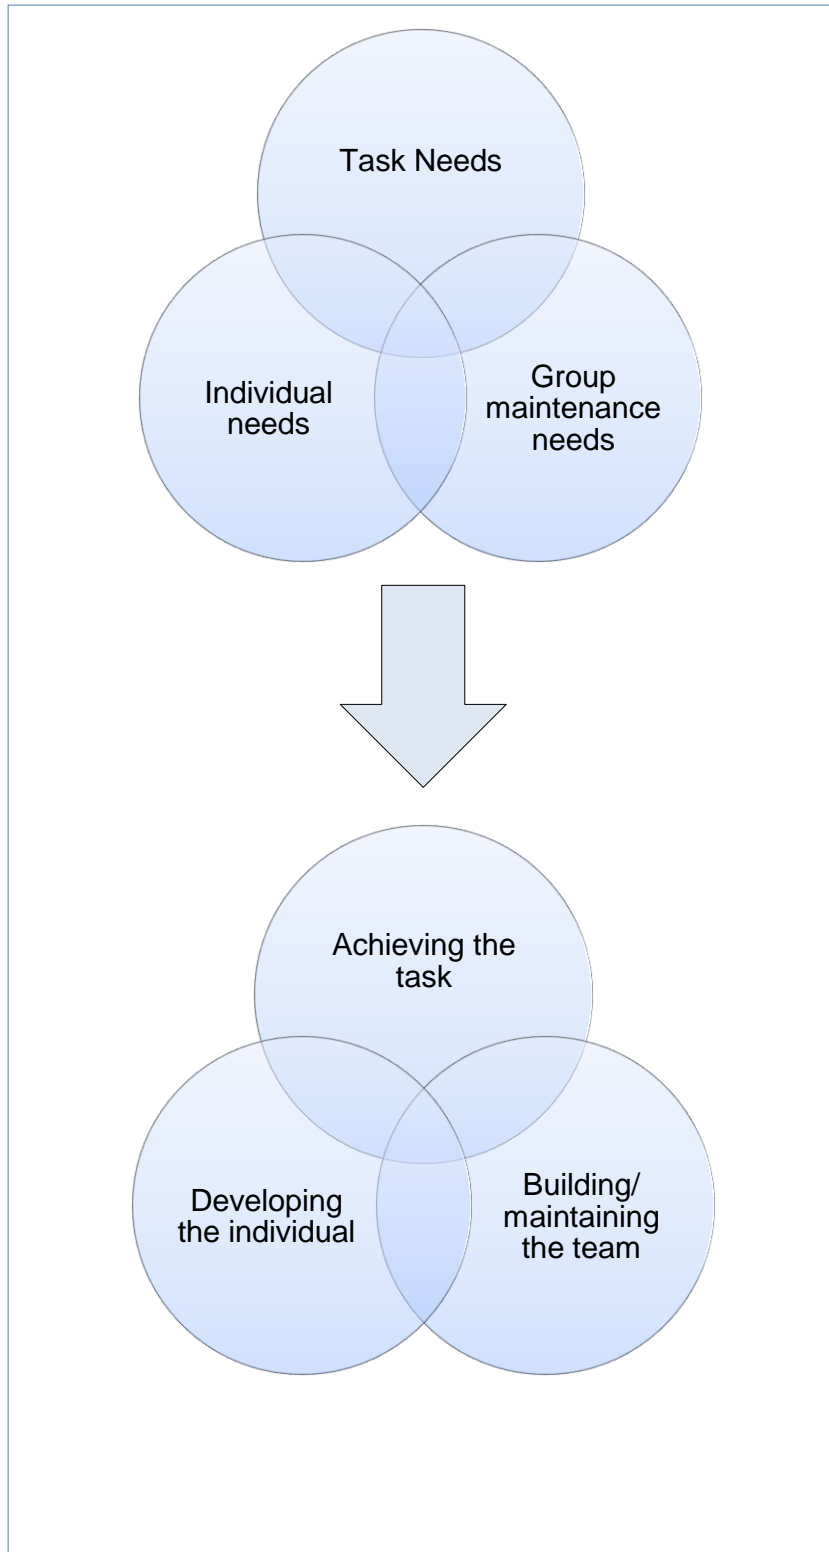 Task Needs
Individual
needs
Group
maintenance
needs
Achieving the
task
Developing
the individual
Building/
maintaining
the team